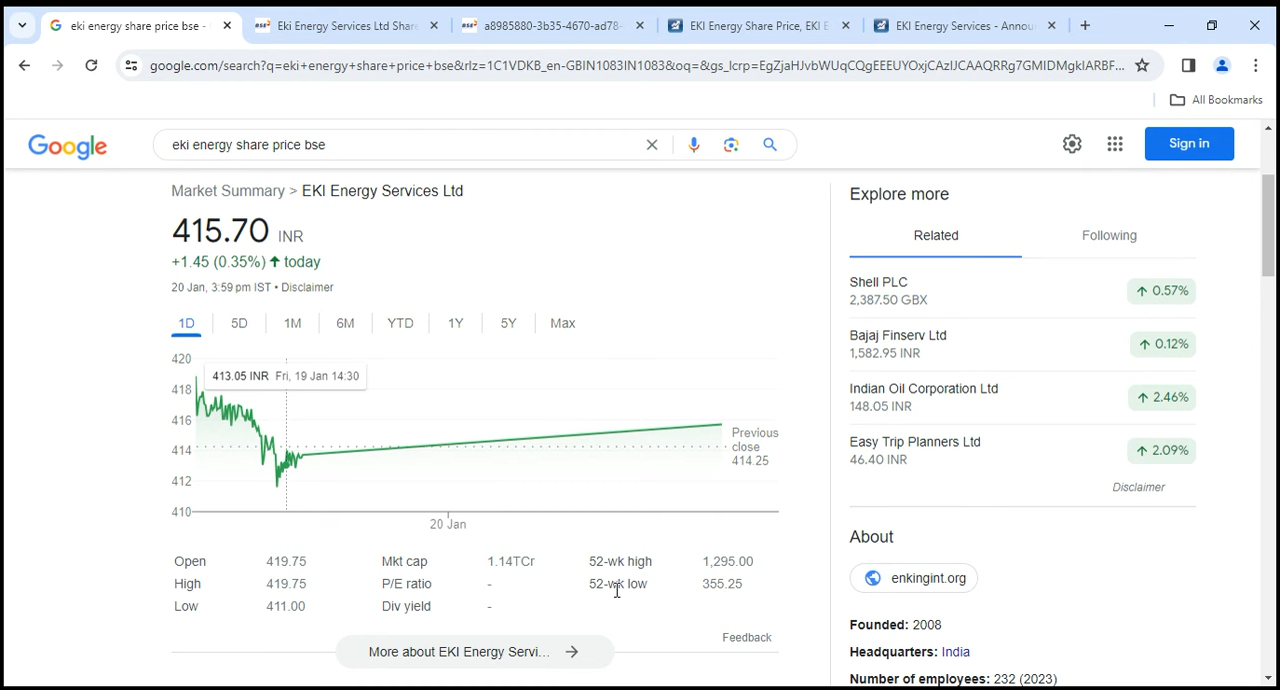 eki energy share price bse -
Eki Energy Services Ltd Share
a8985880-3b35-4670-ad78-
EKI Energy Share Price, EKI E
EKI Energy Services - Annou
google.com/search?q=eki+energy+share+price+bse&rlz=1C1VDKB_en-GBIN1083IN1083&oq=&gs_lcrp=EgZjaHJvbWUqCQgEEEUYOxjCAzIJCAAQRRg7GMIDMgkIARBF...
All Bookmarks
Google
eki energy share price bse
Sign in
Market Summary > EKI Energy Services Ltd
415.70 INR
+1.45 (0.35%) ↑ today
20 Jan, 3:59 pm IST • Disclaimer
1D 5D 1M 6M YTD 1Y 5Y Max
420
413.05 INR Fri, 19 Jan 14:30
418
416
414
412
410
Previous
close
414.25
20 Jan
Open 419.75 Mkt cap 1.14TCr 52-wk high 1,295.00
High 419.75 P/E ratio - 52-wk low 355.25
Low 411.00 Div yield -
Feedback
More about EKI Energy Servi... →
Explore more
Related Following
Shell PLC
2,387.50 GBX
↑ 0.57%
Bajaj Finserv Ltd
1,582.95 INR
↑ 0.12%
Indian Oil Corporation Ltd
148.05 INR
↑ 2.46%
Easy Trip Planners Ltd
46.40 INR
↑ 2.09%
Disclaimer
About
enkingint.org
Founded: 2008
Headquarters: India
Number of employees: 232 (2023)